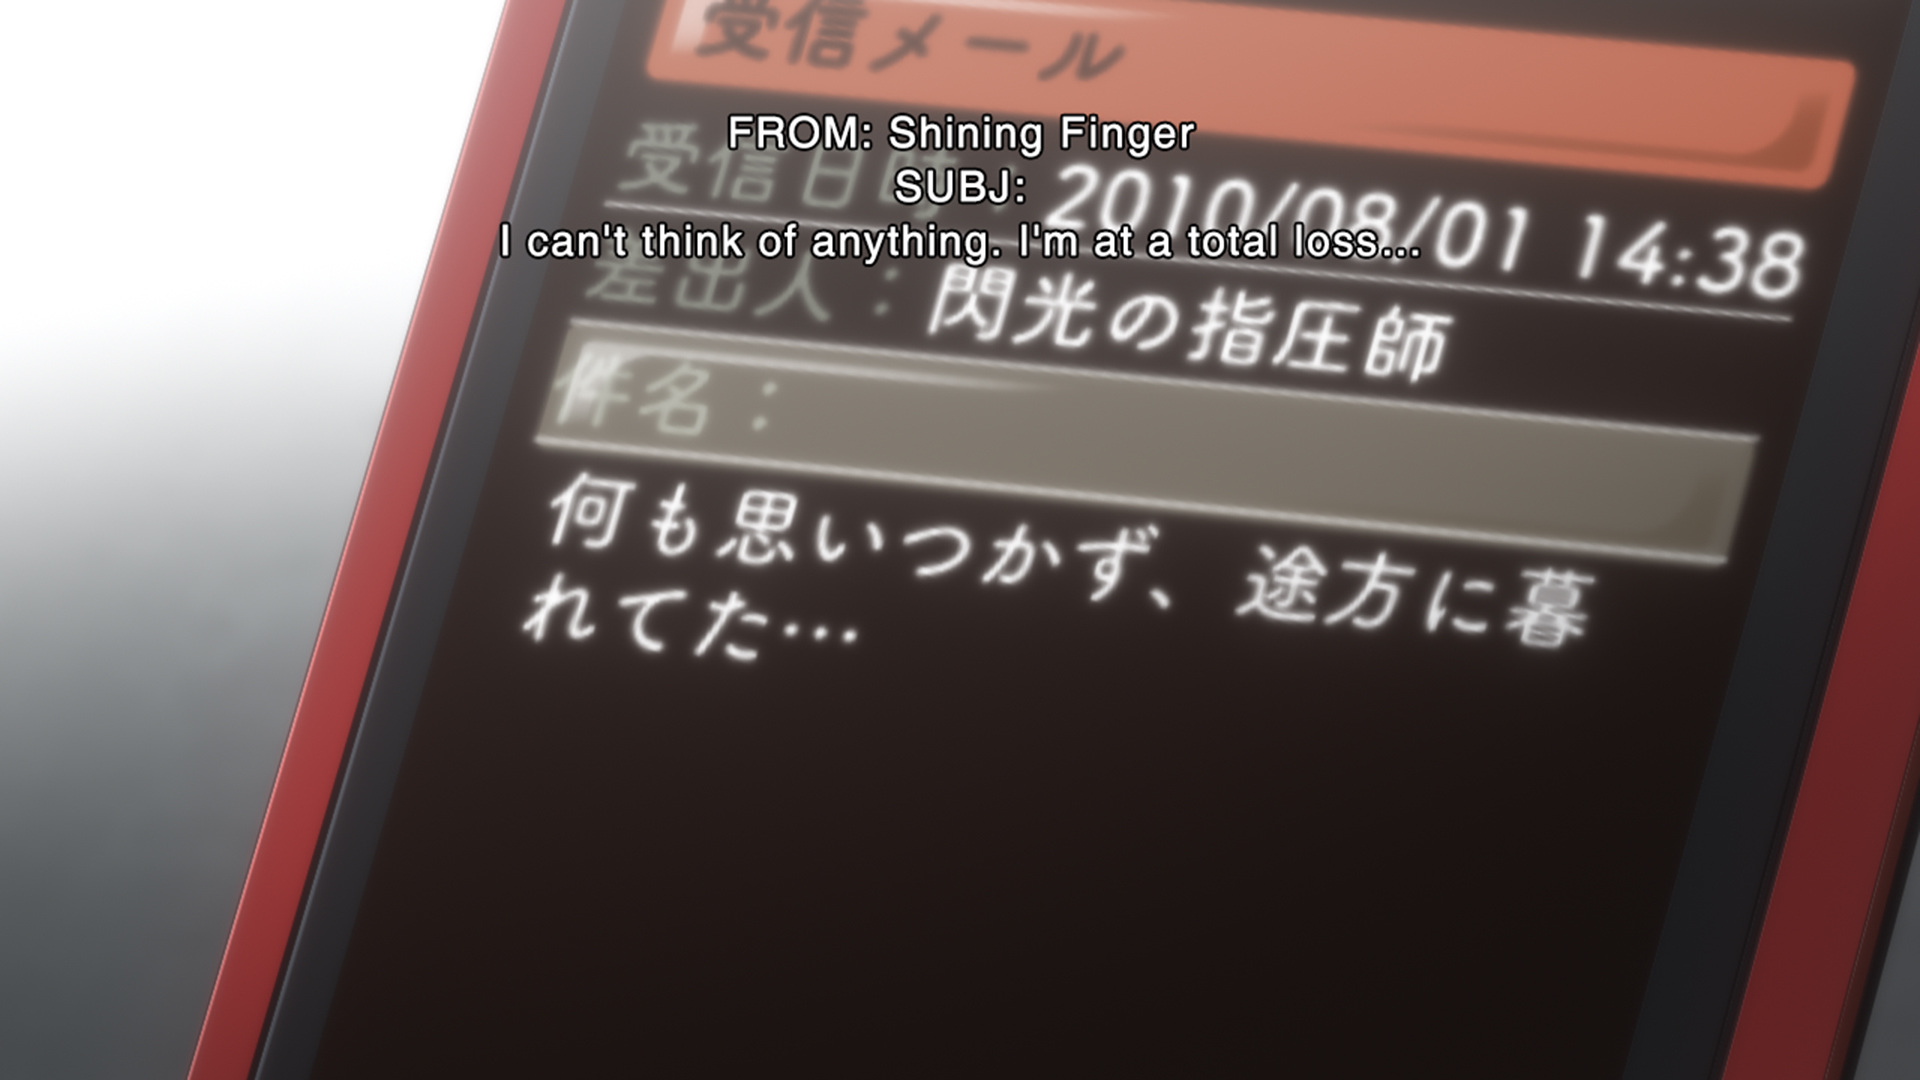 受信メール
FROM: Shining Finger
SUBJ:
I can't think of anything. I'm at a total loss...
受信日時：2010/08/01 14:38
差出人：閃光の指圧師
件名：
何も思いつかず、途方に暮
れてた…